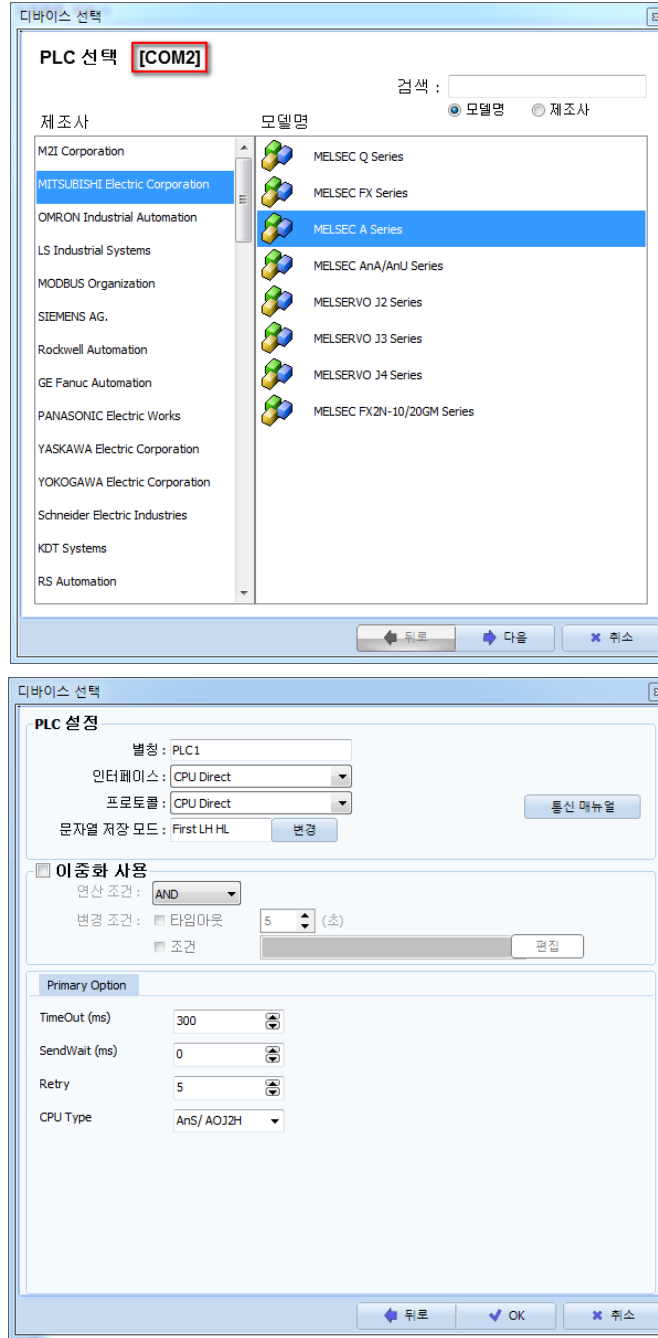 디바이스 선택
PLC 선택 [COM2]
검색 :
모델명 제조사
제조사 모델명
M2I Corporation
MITSUBISHI Electric Corporation
OMRON Industrial Automation
LS Industrial Systems
MODBUS Organization
SIEMENS AG.
Rockwell Automation
GE Fanuc Automation
PANASONIC Electric Works
YASKAWA Electric Corporation
YOKOGAWA Electric Corporation
Schneider Electric Industries
KDT Systems
RS Automation
MELSEC Q Series
MELSEC FX Series
MELSEC A Series
MELSEC AnA/AnU Series
MELSERVO J2 Series
MELSERVO J3 Series
MELSERVO J4 Series
MELSEC FX2N-10/20GM Series
뒤로 다음 취소
디바이스 선택
PLC 설정
별칭 : PLC1
인터페이스 : CPU Direct
프로토콜 : CPU Direct 통신 매뉴얼
문자열 저장 모드 : First LH HL 변경
이중화 사용
연산 조건 : AND
변경 조건 : 타임아웃 5 (초)
조건 편집
Primary Option
TimeOut (ms) 300
SendWait (ms) 0
Retry 5
CPU Type AnS/ AOJ2H
뒤로 OK 취소